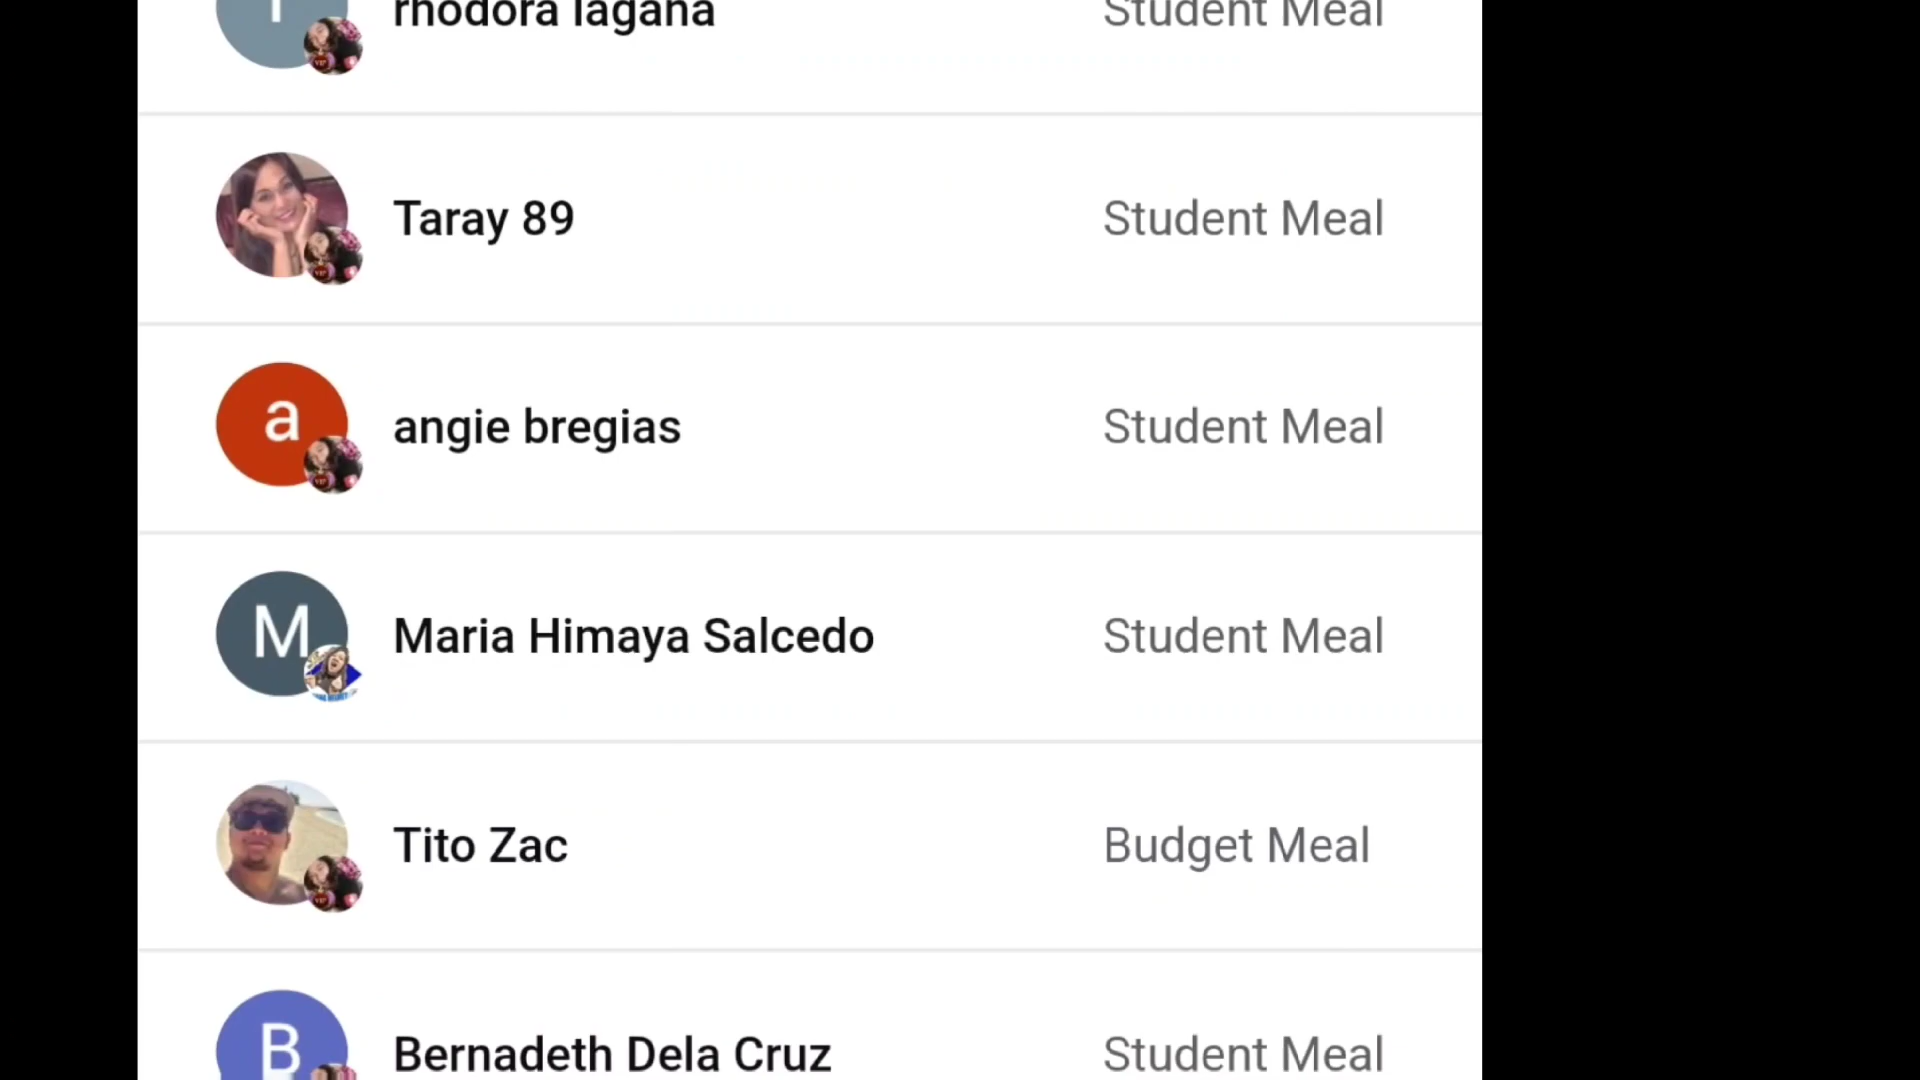 rhodora lagana Student Meal
Taray 89 Student Meal
a
angie bregias Student Meal
M
Maria Himaya Salcedo Student Meal
Tito Zac Budget Meal
B
Bernadeth Dela Cruz Student Meal